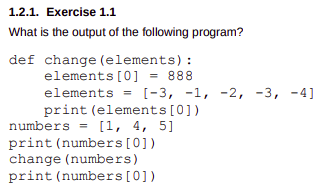 1.2.1. Exercise 1.1
What is the output of the following program?
def change(elements):
    elements[0] = 888
    elements = [-3, -1, -2, -3, -4]
    print(elements[0])
numbers = [1, 4, 5]
print(numbers[0])
change(numbers)
print(numbers[0])